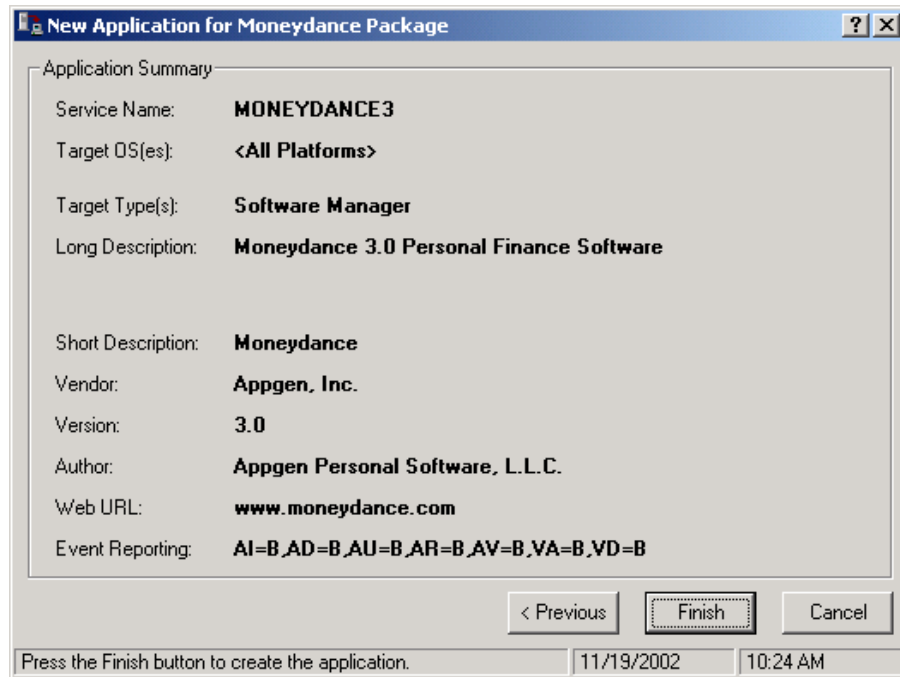 New Application for Moneydance Package
Application Summary
Service Name: MONEYDANCE3
Target OS(es): <All Platforms>
Target Type(s): Software Manager
Long Description: Moneydance 3.0 Personal Finance Software
Short Description: Moneydance
Vendor: Appgen, Inc.
Version: 3.0
Author: Appgen Personal Software, L.L.C.
Web URL: www.moneydance.com
Event Reporting: AI=B,AD=B,AU=B,AR=B,AV=B,VA=B,VD=B
< Previous Finish Cancel
Press the Finish button to create the application. 11/19/2002 10:24 AM